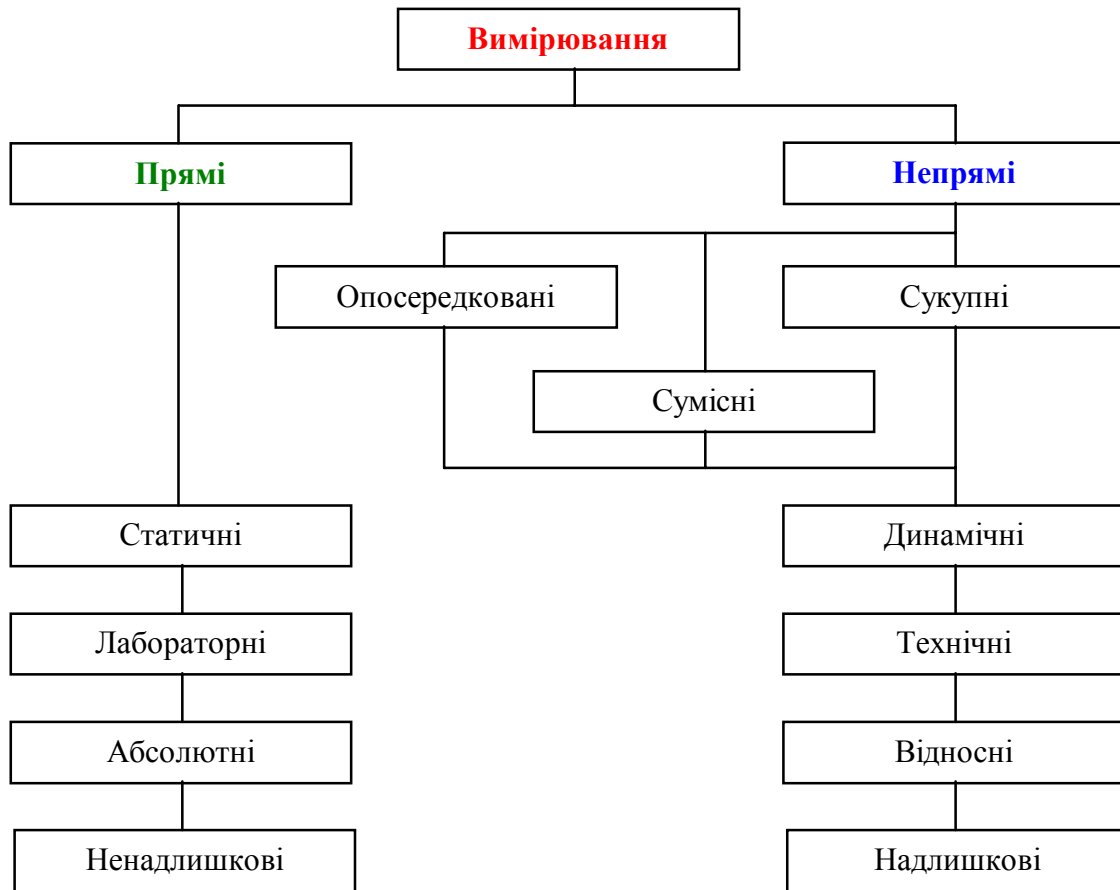 Вимірювання
Прямі
Непрямі
Опосередковані
Сукупні
Сумісні
Статичні
Динамічні
Лабораторні
Технічні
Абсолютні
Відносні
Ненадлишкові
Надлишкові